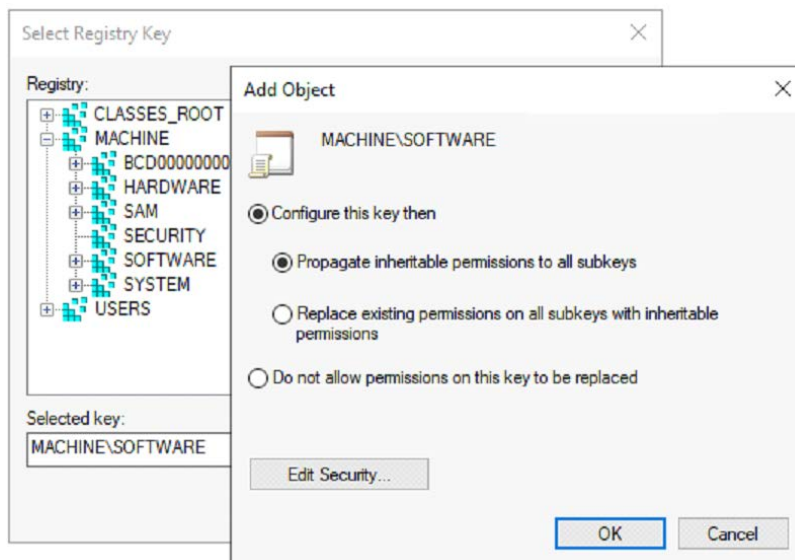 Select Registry Key
Registry:
CLASSES_ROOT
MACHINE
BCD00000000
HARDWARE
SAM
SECURITY
SOFTWARE
SYSTEM
USERS
Selected key:
MACHINE\SOFTWARE
Add Object
MACHINE\SOFTWARE
Configure this key then
Propagate inheritable permissions to all subkeys
Replace existing permissions on all subkeys with inheritable
permissions
Do not allow permissions on this key to be replaced
Edit Security...
OK
Cancel